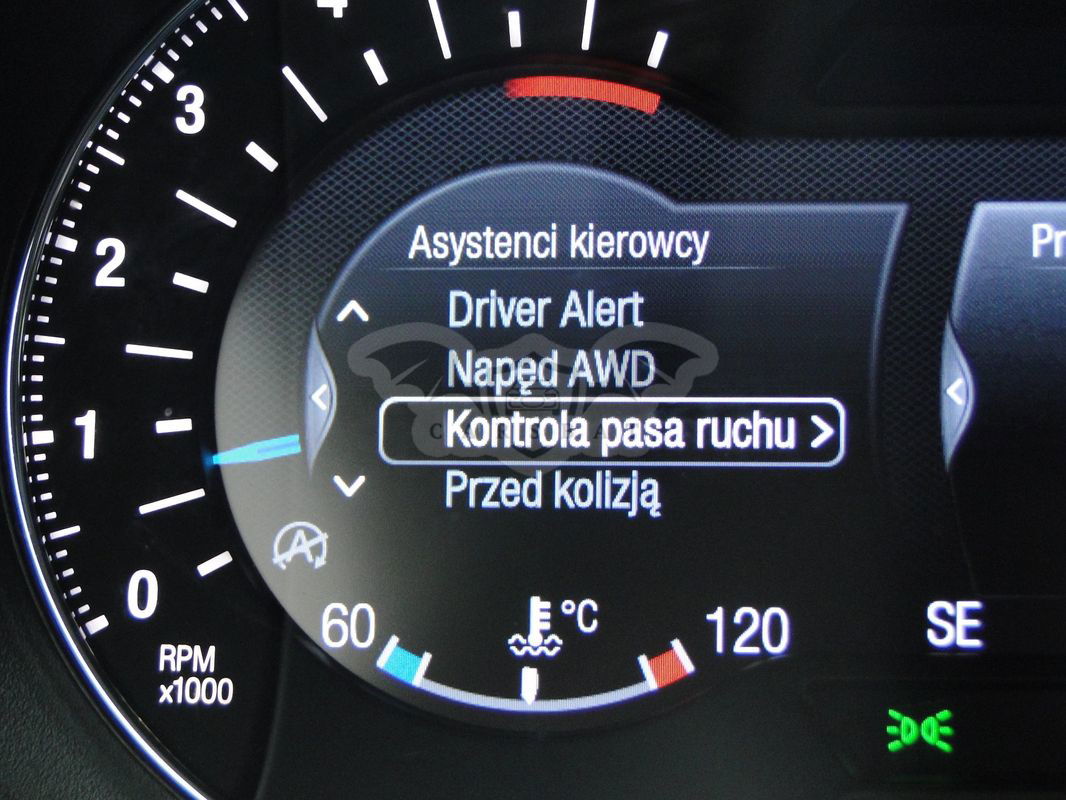 4
3
2
1
0
RPM
x1000
Asystenci kierowcy
Driver Alert
Napęd AWD
Kontrola pasa ruchu >
Przed kolizją
A
60
°C
120
Pr
SE